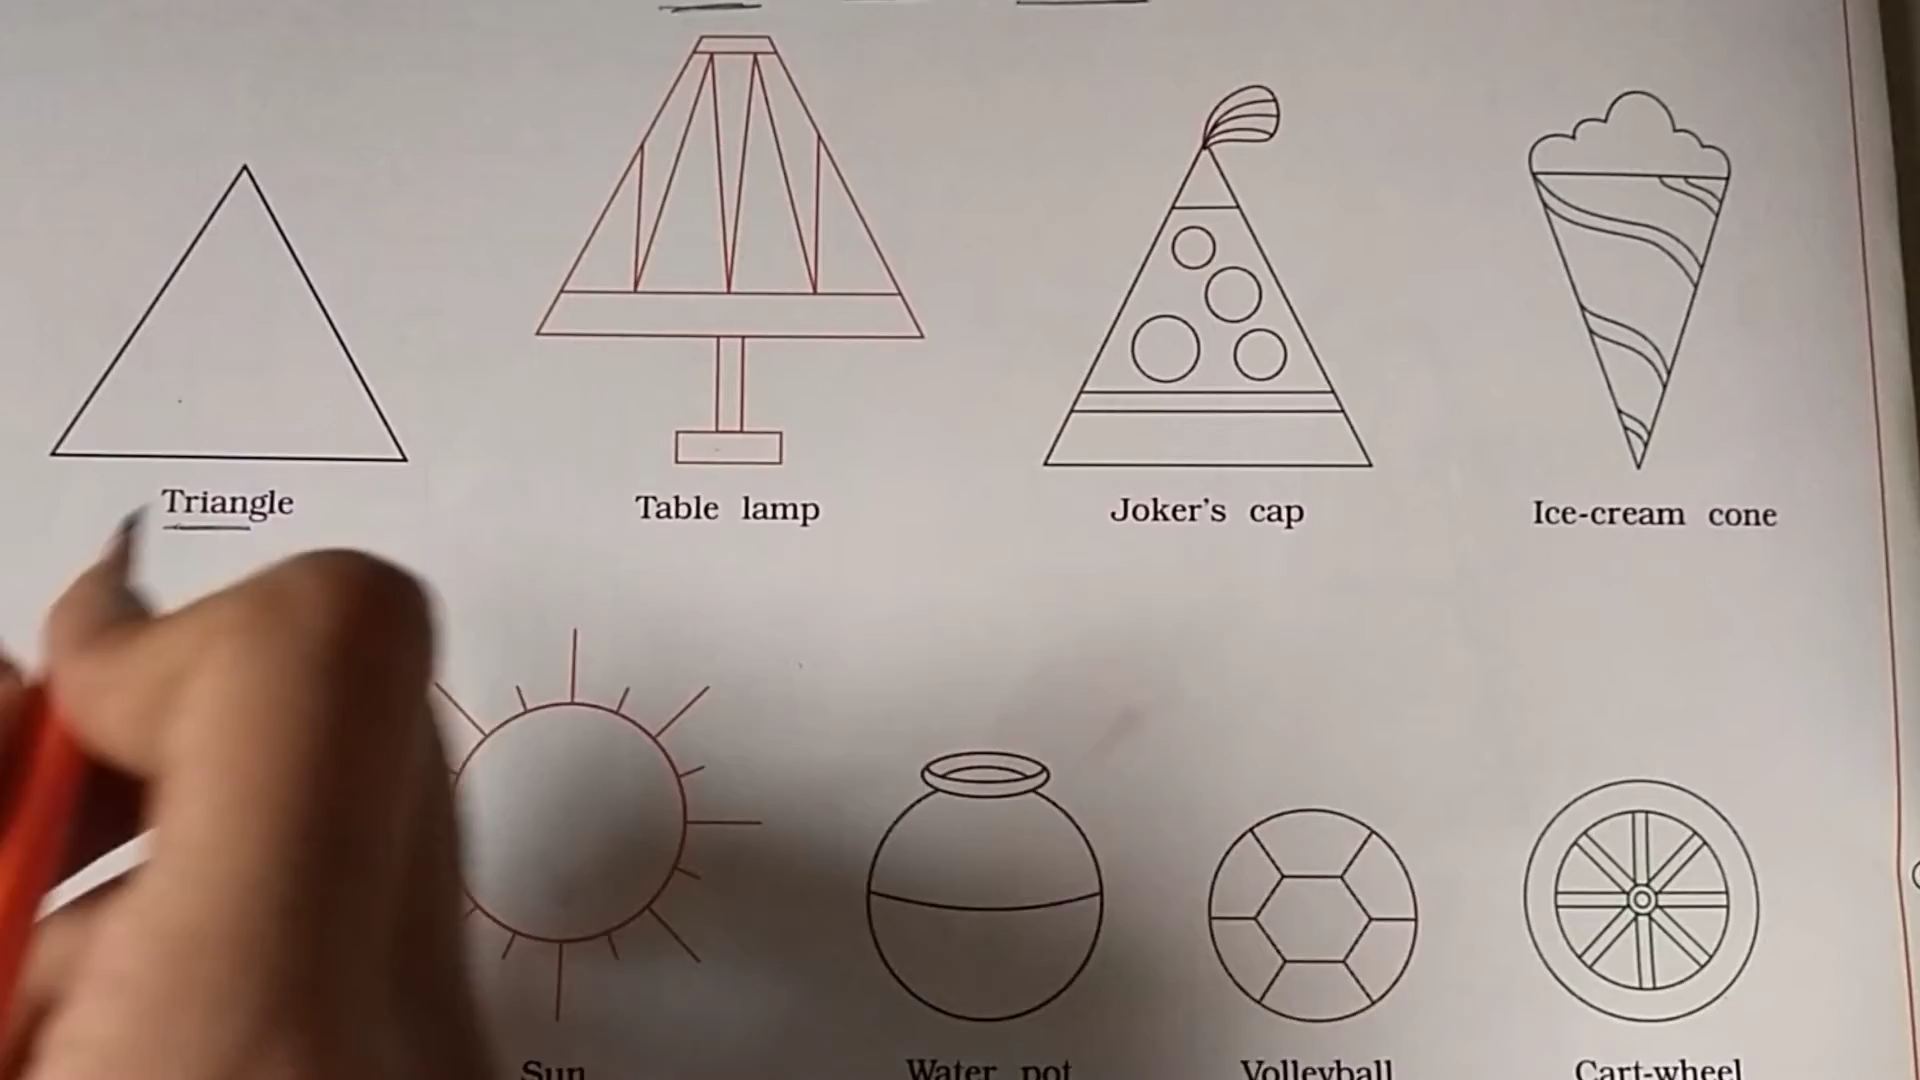 Triangle Table lamp Joker's cap Ice-cream cone
Sun Water pot Volleyball Cart-wheel